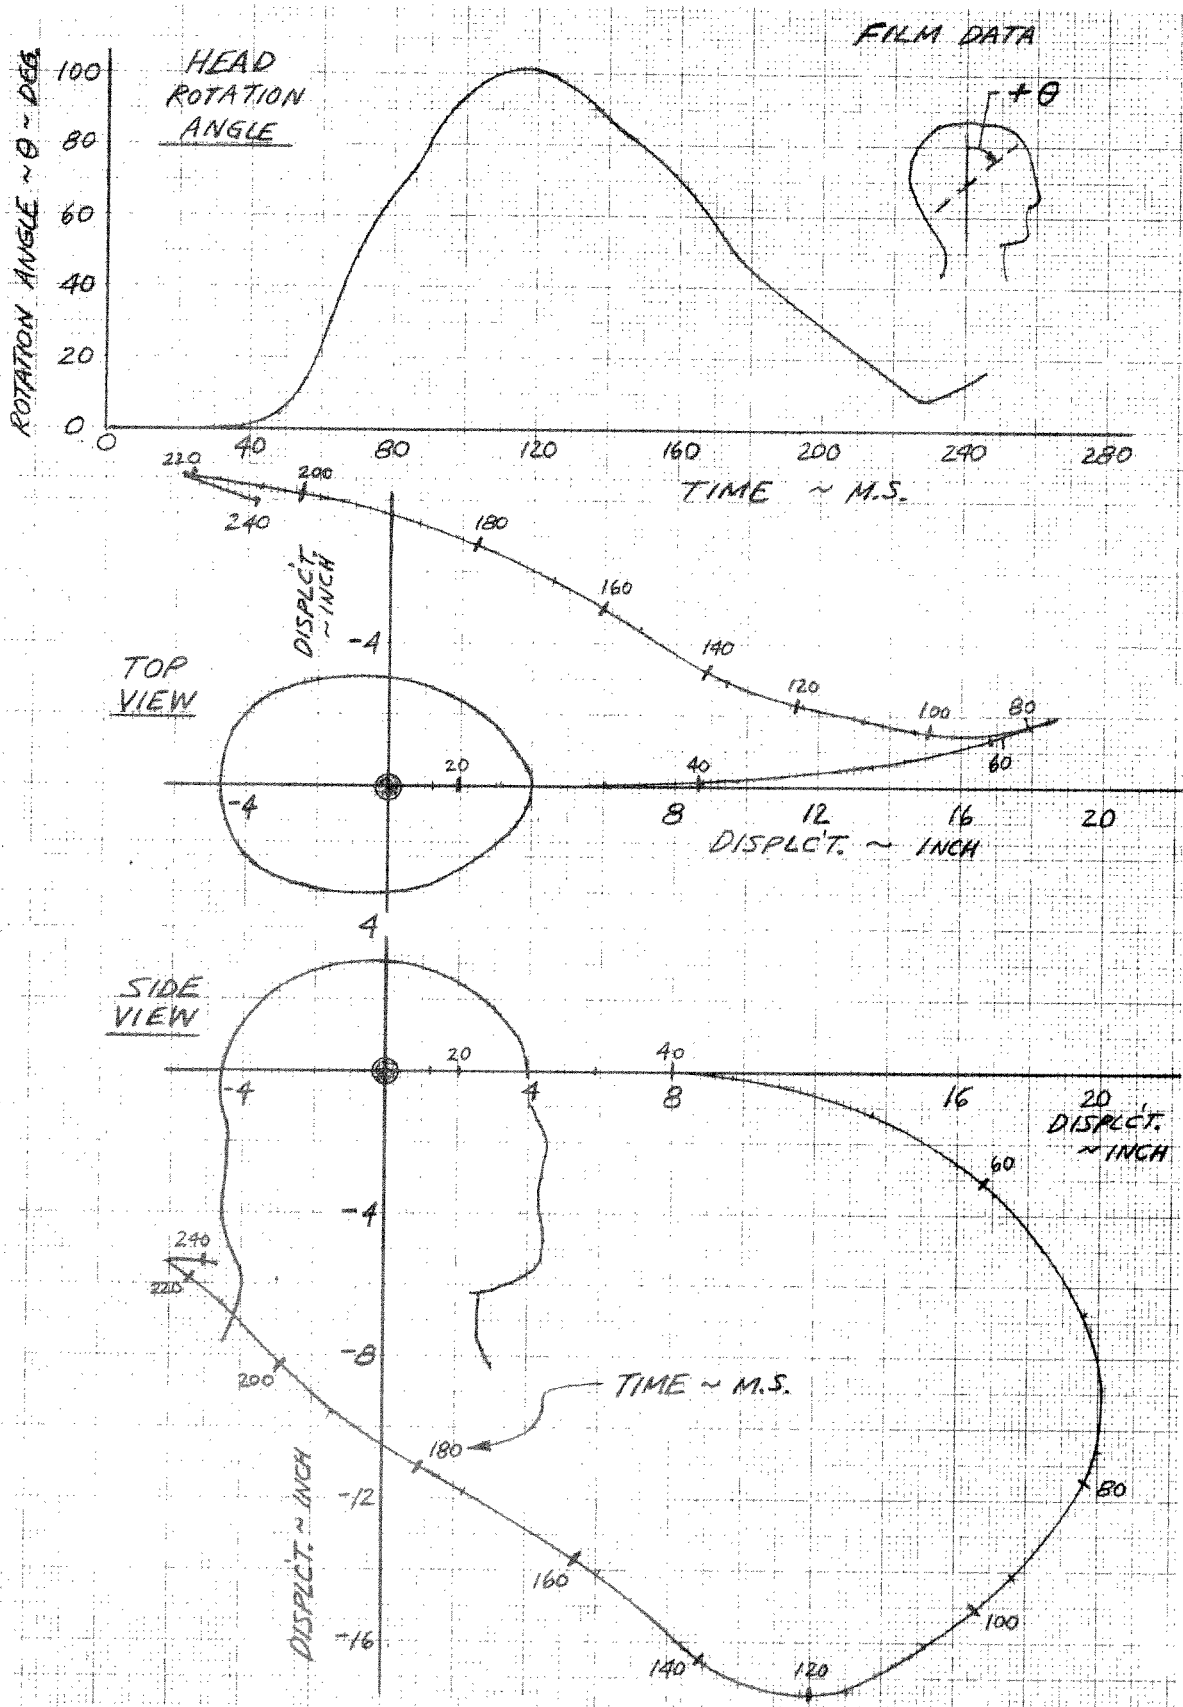 FILM DATA
HEAD
ROTATION
ANGLE
ROTATION ANGLE ~ θ ~ DEG.
100
80
60
40
20
0
+θ
0 40 80 120 160 200 240 280
TIME ~ M.S.
220
200
240
180
160
140
120
100
80
60
40
20
DISPLC'T.
~ INCH
-4
TOP
VIEW
-4 8 12 16 20
DISPLC'T. ~ INCH
4
SIDE
VIEW
20 40
-4 4 8 16 20
DISPLC'T.
~ INCH
60
-4
240
220
-8
200
TIME ~ M.S.
180
80
-12
DISPLC'T. ~ INCH
160
100
-16
140
120